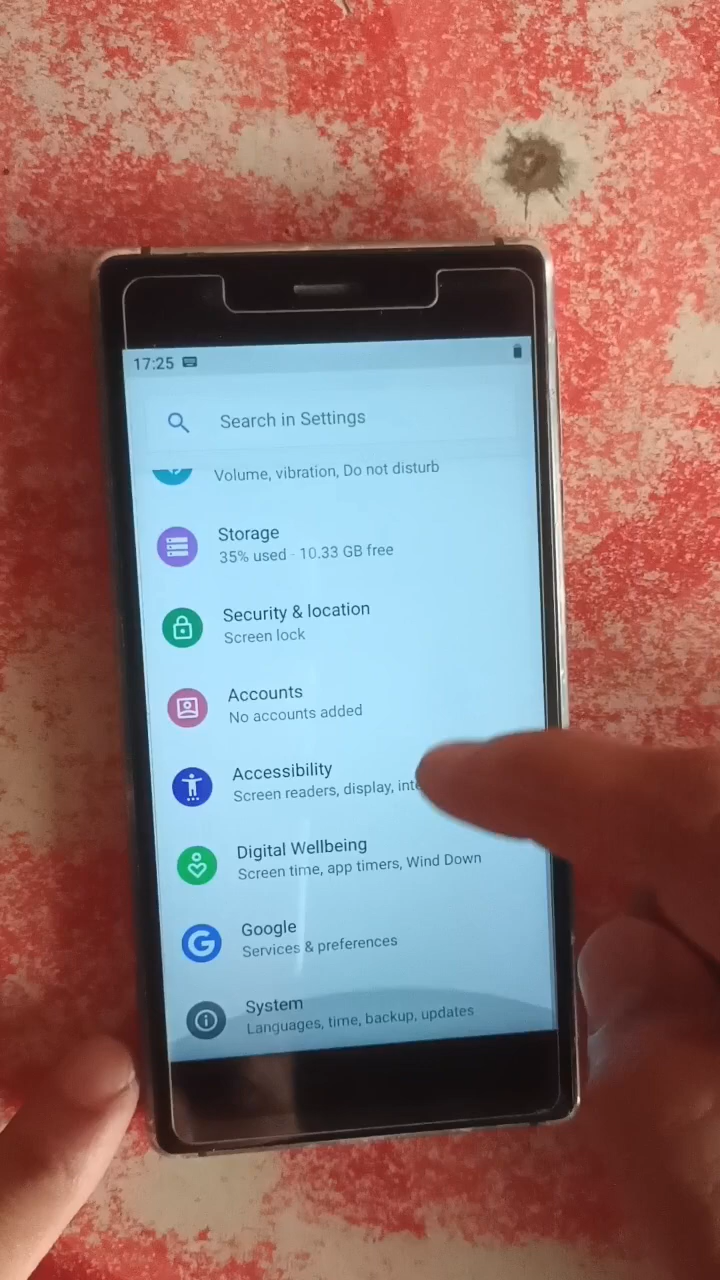 17:25
Search in Settings
Volume, vibration, Do not disturb
Storage
35% used · 10.33 GB free
Security & location
Screen lock
Accounts
No accounts added
Accessibility
Screen readers, display,
Digital Wellbeing
Screen time, app timers, Wind Down
Google
Services & preferences
System
Languages, time, backup, updates